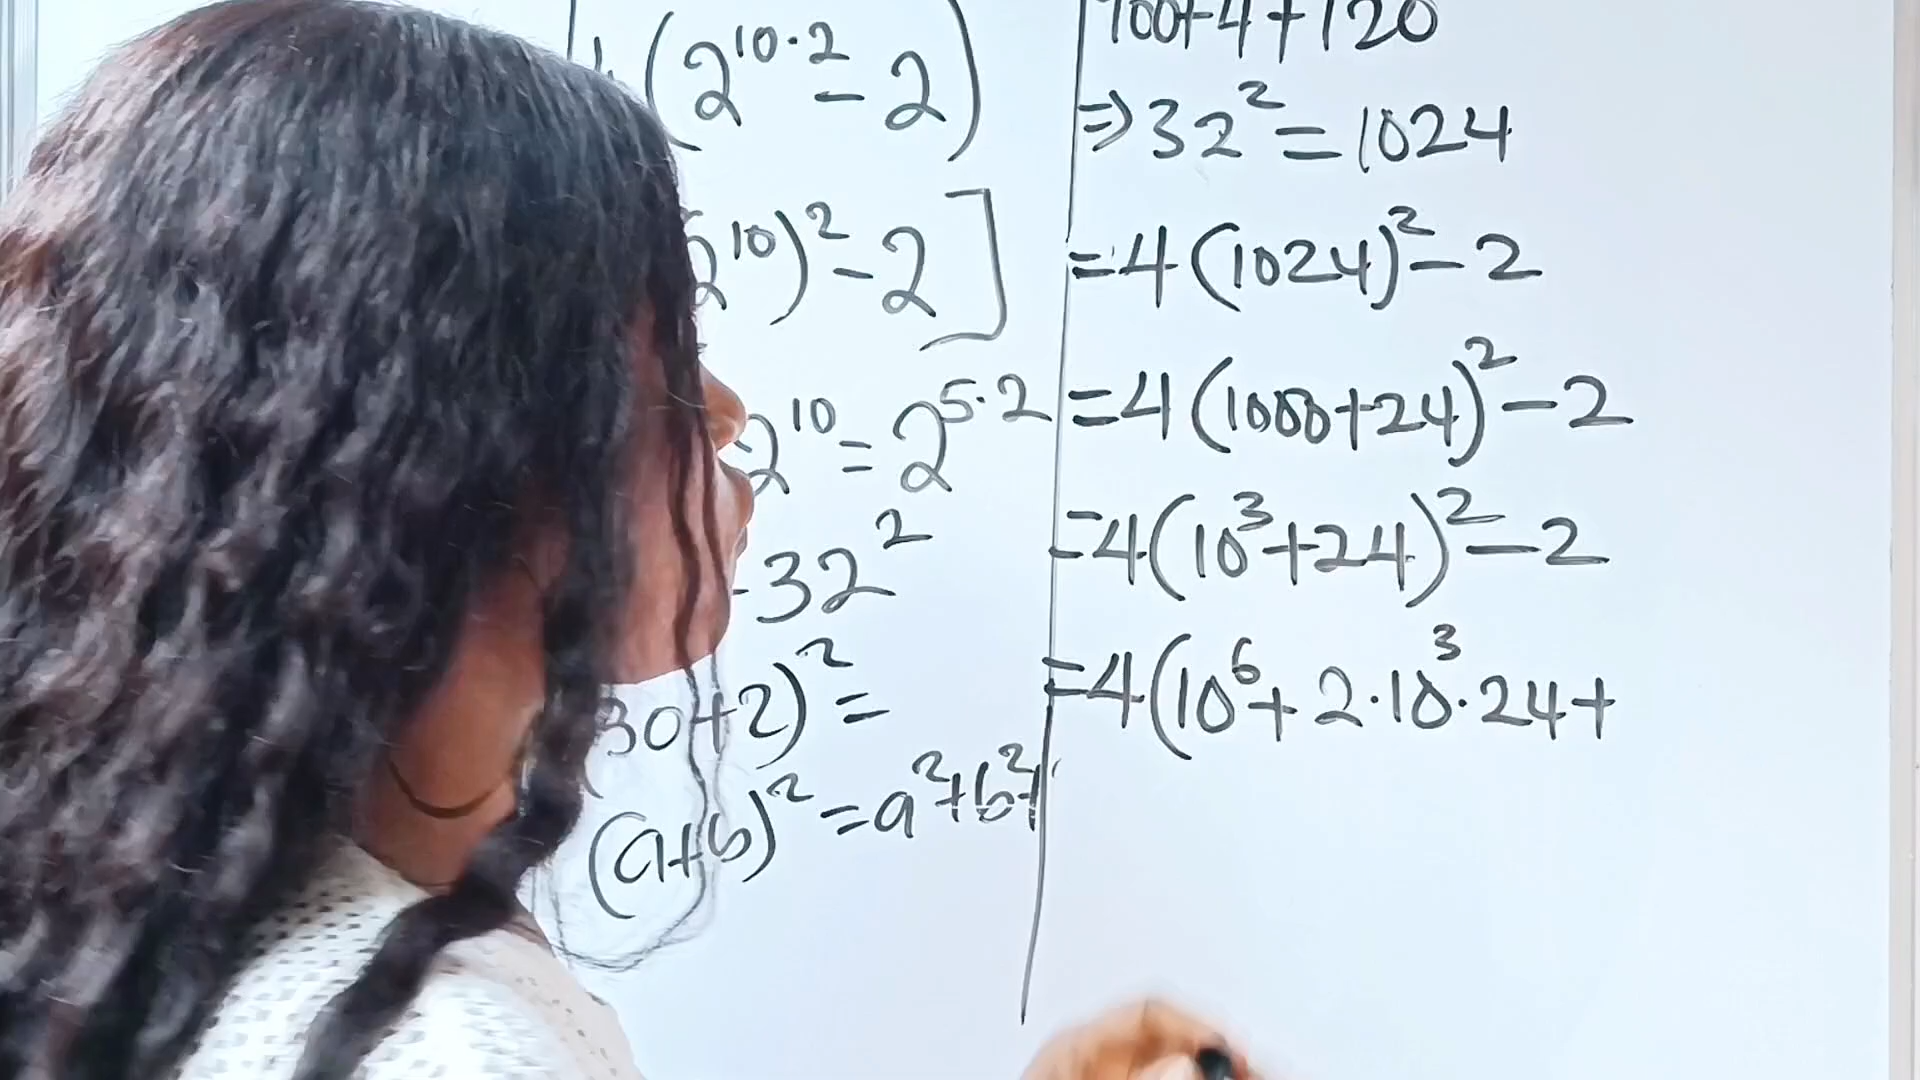 (2^{10·2} - 2)
2^{10})^2 - 2]
2^{10} = 2^{5·2}
32^2
(30+2)^2 =
(a+b)^2 = a^2+b^2+
+4+120
⇒32^2 = 1024
=4(1024)^2 - 2
=4(1000+24)^2 - 2
=4(10^3+24)^2 - 2
=4(10^6 + 2·10^3·24+